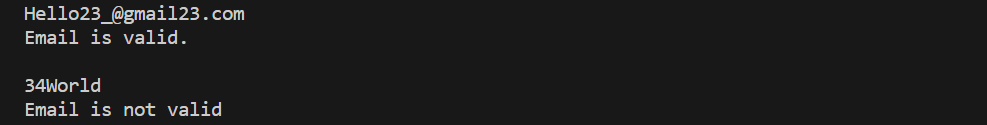 Hello23_@gmail23.com
Email is valid.
34World
Email is not valid